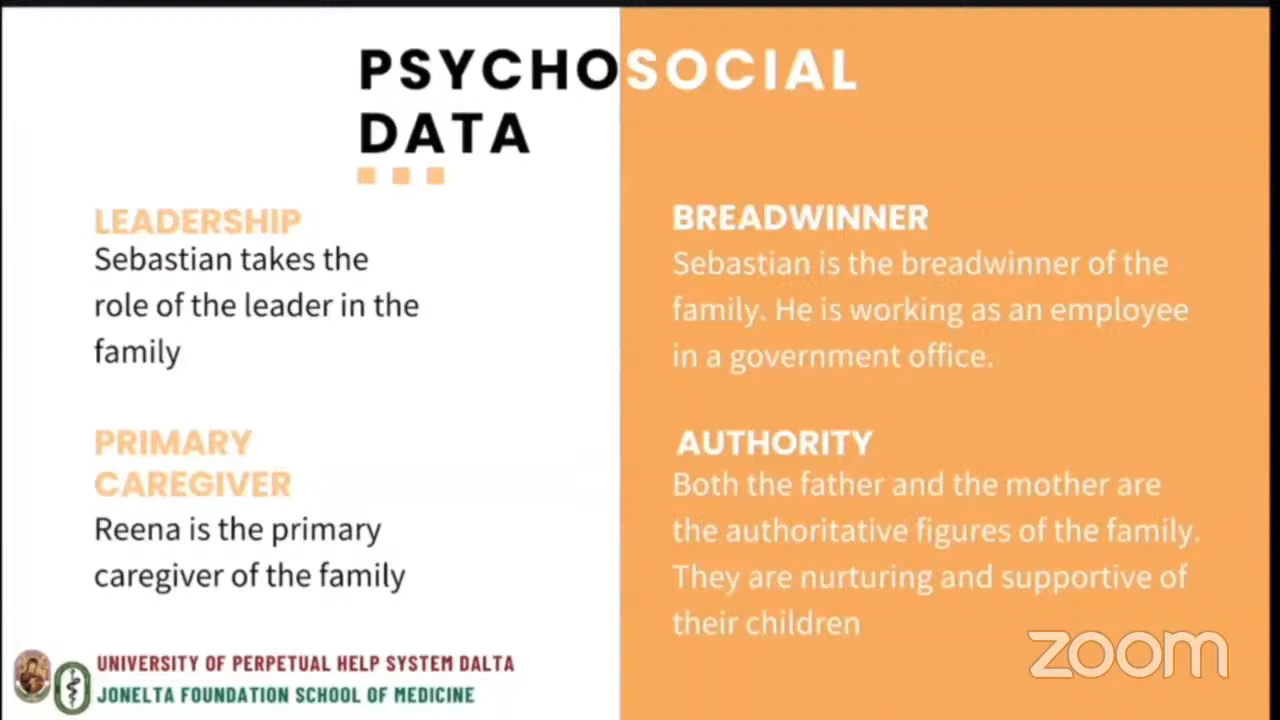 PSYCHOSOCIAL
DATA
LEADERSHIP
Sebastian takes the
role of the leader in the
family
PRIMARY
CAREGIVER
Reena is the primary
caregiver of the family
BREADWINNER
Sebastian is the breadwinner of the
family. He is working as an employee
in a government office.
AUTHORITY
Both the father and the mother are
the authoritative figures of the family.
They are nurturing and supportive of
their children
UNIVERSITY OF PERPETUAL HELP SYSTEM DALTA
JONELTA FOUNDATION SCHOOL OF MEDICINE
zoom